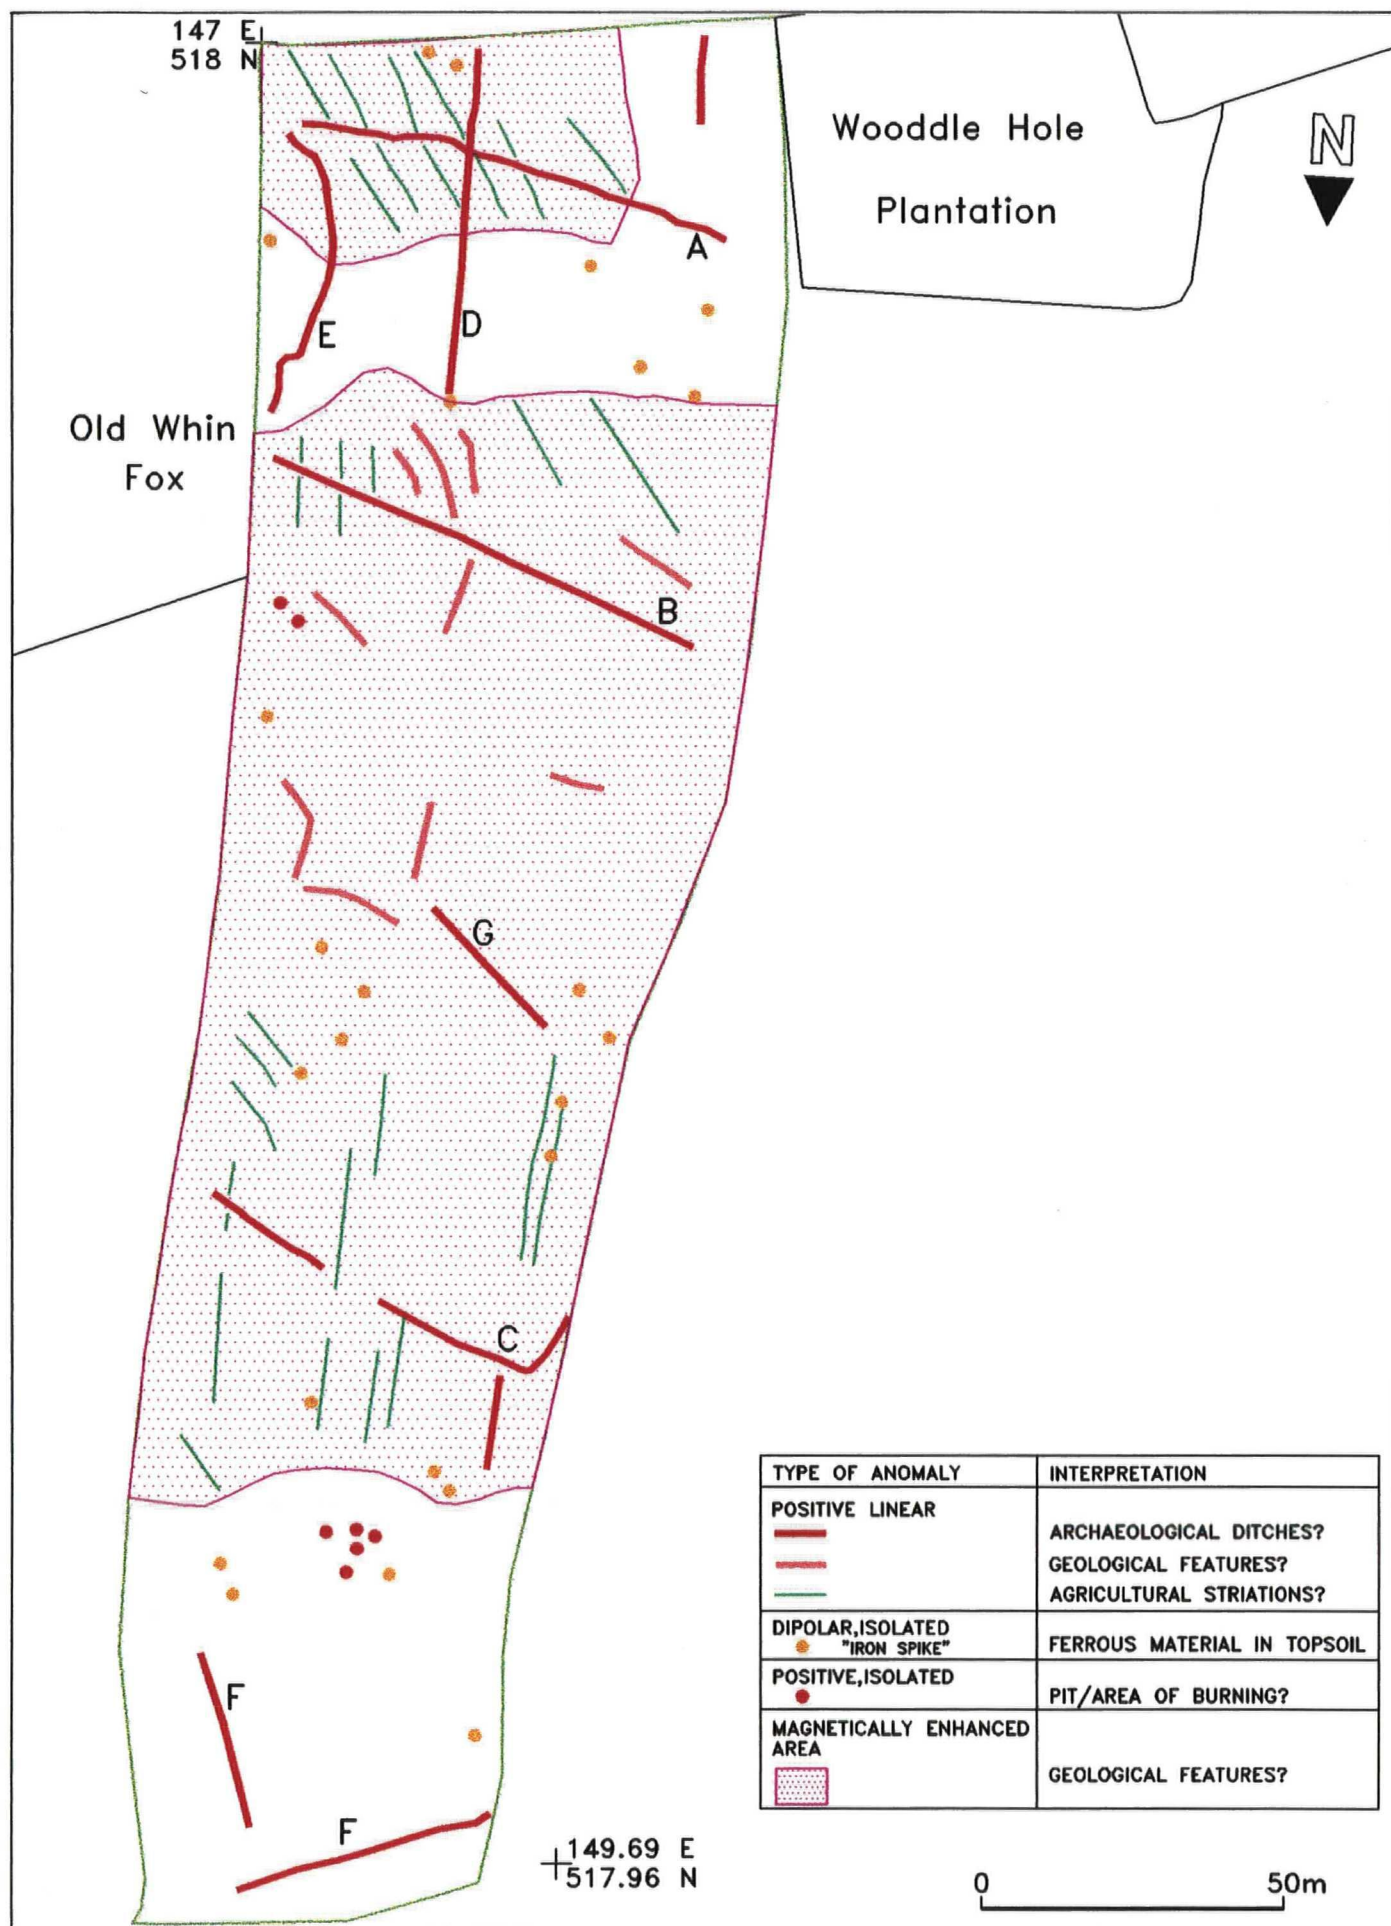 147 E
518 N
Wooddle Hole
Plantation
N
A
E
D
Old Whin
Fox
B
G
C
F
F
149.69 E
517.96 N
TYPE OF ANOMALY INTERPRETATION
POSITIVE LINEAR
ARCHAEOLOGICAL DITCHES?
GEOLOGICAL FEATURES?
AGRICULTURAL STRIATIONS?
DIPOLAR,ISOLATED
"IRON SPIKE" FERROUS MATERIAL IN TOPSOIL
POSITIVE,ISOLATED
PIT/AREA OF BURNING?
MAGNETICALLY ENHANCED
AREA
GEOLOGICAL FEATURES?
0 50m